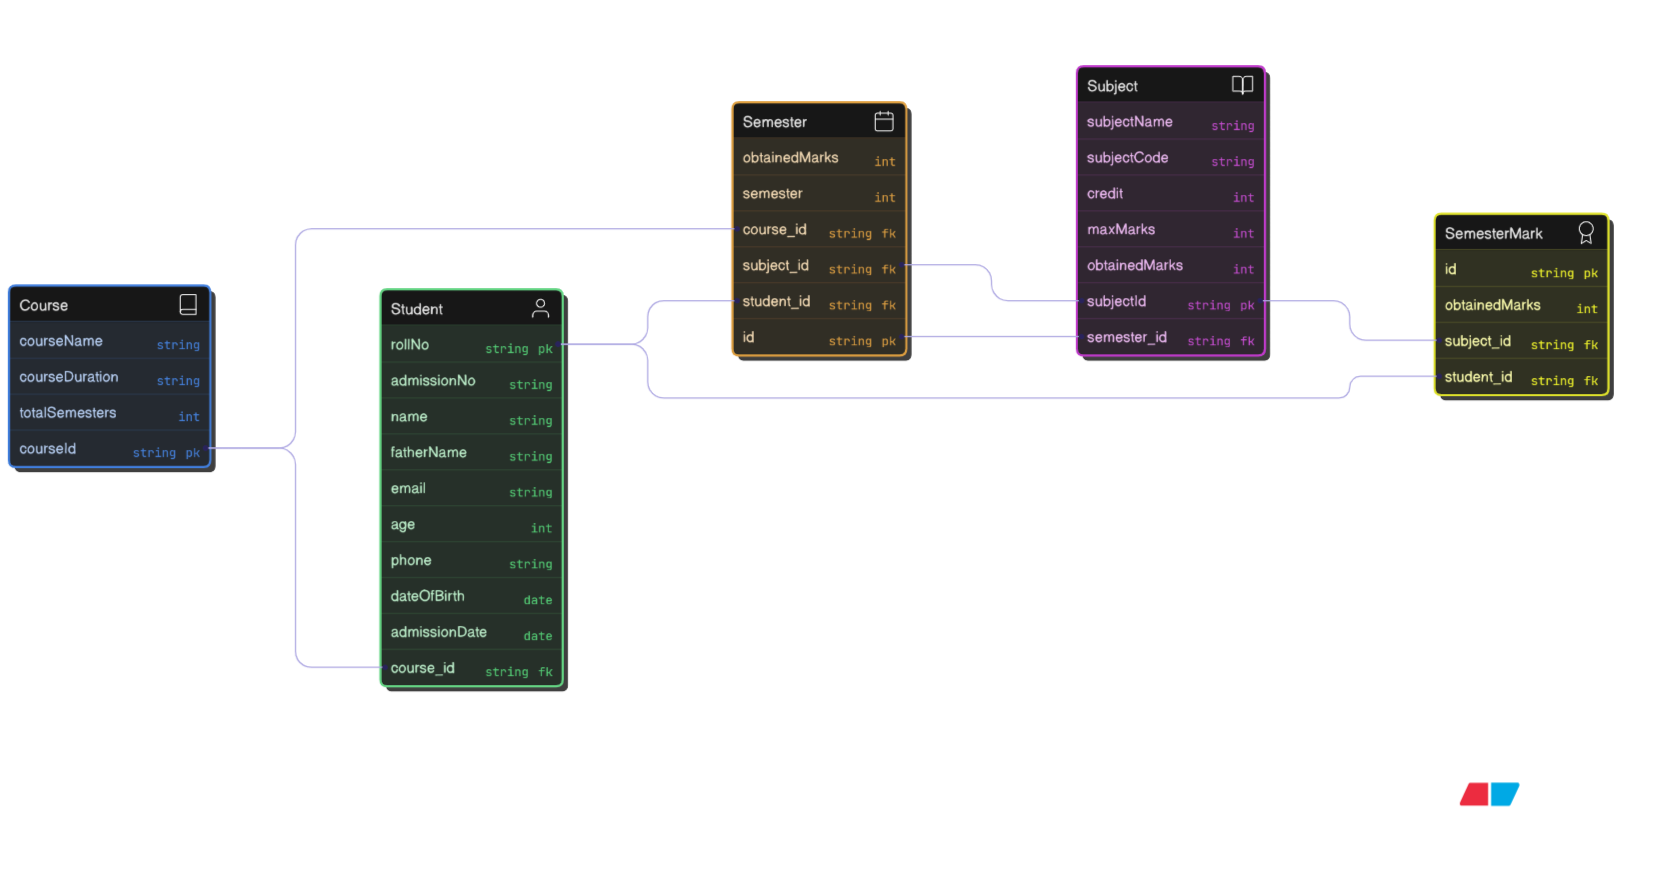 Course
courseName string
courseDuration string
totalSemesters int
courseId string pk
Student
rollNo string pk
admissionNo string
name string
fatherName string
email string
age int
phone string
dateOfBirth date
admissionDate date
course_id string fk
Semester
obtainedMarks int
semester int
course_id string fk
subject_id string fk
student_id string fk
id string pk
Subject
subjectName string
subjectCode string
credit int
maxMarks int
obtainedMarks int
subjectId string pk
semester_id string fk
SemesterMark
id string pk
obtainedMarks int
subject_id string fk
student_id string fk